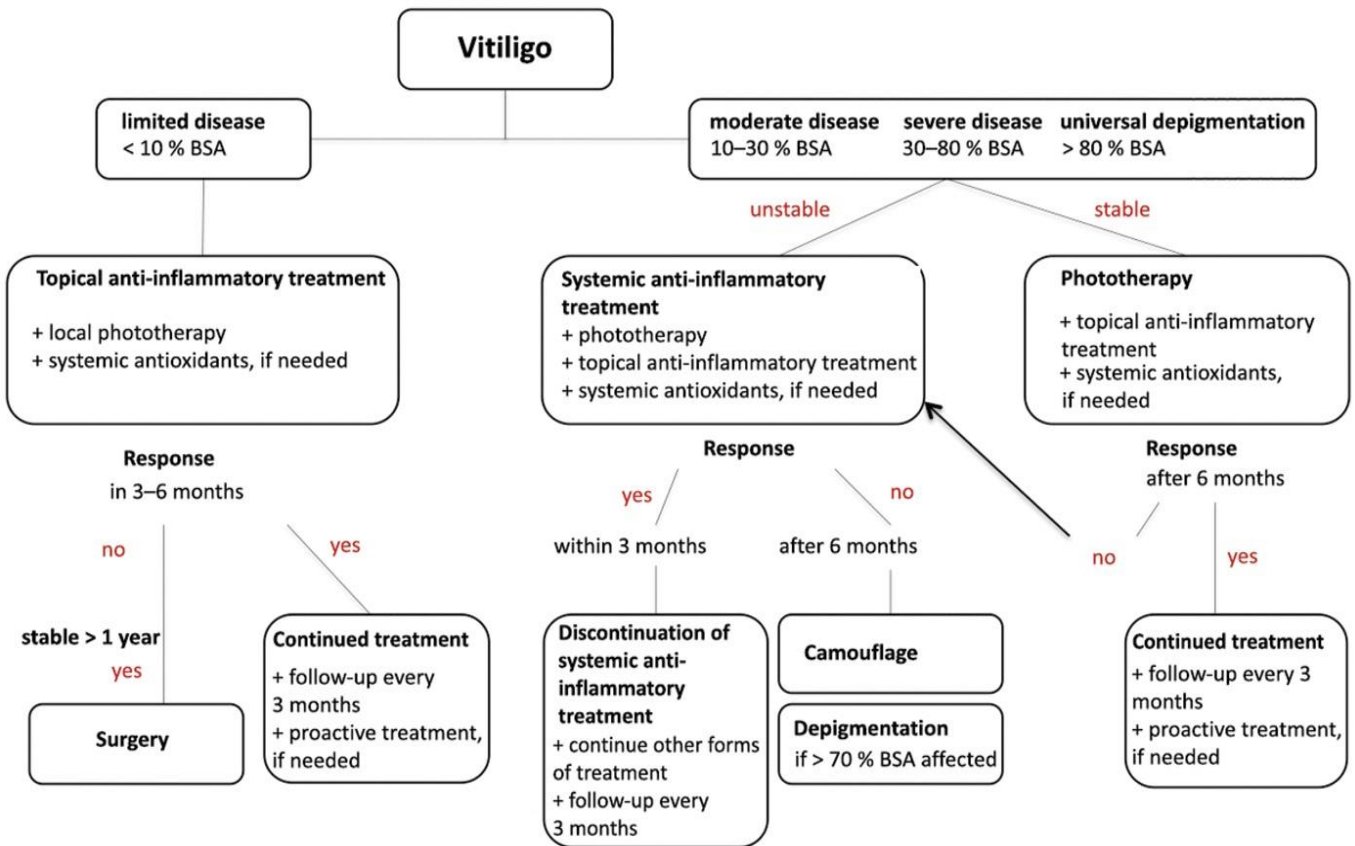 Vitiligo
limited disease
< 10 % BSA
moderate disease
10–30 % BSA
severe disease
30–80 % BSA
universal depigmentation
> 80 % BSA
unstable
stable
Topical anti-inflammatory treatment
+ local phototherapy
+ systemic antioxidants, if needed
Systemic anti-inflammatory
treatment
+ phototherapy
+ topical anti-inflammatory treatment
+ systemic antioxidants, if needed
Phototherapy
+ topical anti-inflammatory
treatment
+ systemic antioxidants,
if needed
Response
in 3–6 months
no
yes
stable > 1 year
yes
Surgery
Continued treatment
+ follow-up every
3 months
+ proactive treatment,
if needed
Response
yes
no
within 3 months
after 6 months
Discontinuation of
systemic anti-
inflammatory
treatment
+ continue other forms
of treatment
+ follow-up every
3 months
Camouflage
Depigmentation
if > 70 % BSA affected
Response
after 6 months
no
yes
Continued treatment
+ follow-up every 3
months
+ proactive treatment,
if needed